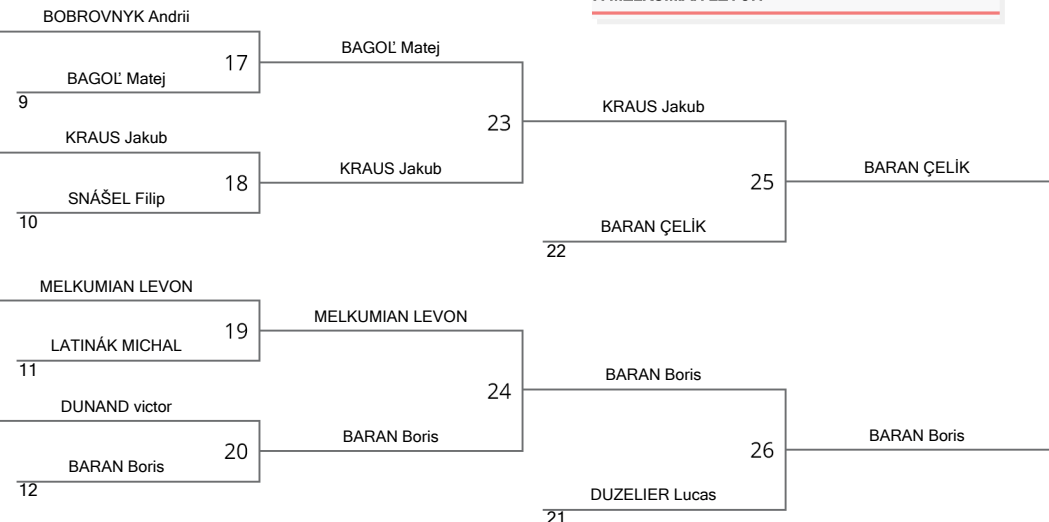 BOBROVNYK Andrii
17
BAGOĽ Matej
9
BAGOĽ Matej
KRAUS Jakub
18
SNÁŠEL Filip
10
KRAUS Jakub
23
KRAUS Jakub
25
BARAN ÇELİK
22
BARAN ÇELİK
MELKUMIAN LEVON
19
LATINÁK MICHAL
11
MELKUMIAN LEVON
DUNAND victor
20
BARAN Boris
12
BARAN Boris
24
BARAN Boris
26
DUZELIER Lucas
21
BARAN Boris